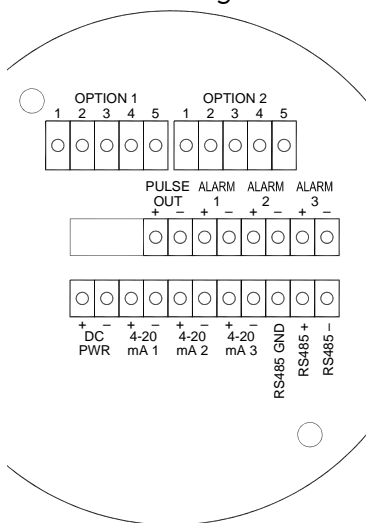 OPTION 1 OPTION 2
1 2 3 4 5 1 2 3 4 5
PULSE ALARM ALARM ALARM
OUT 1 2 3
+ – + – + – + –
+ – + – + – + –
DC 4-20 4-20 4-20
PWR mA 1 mA 2 mA 3
RS485 GND
RS485 +
RS485 –